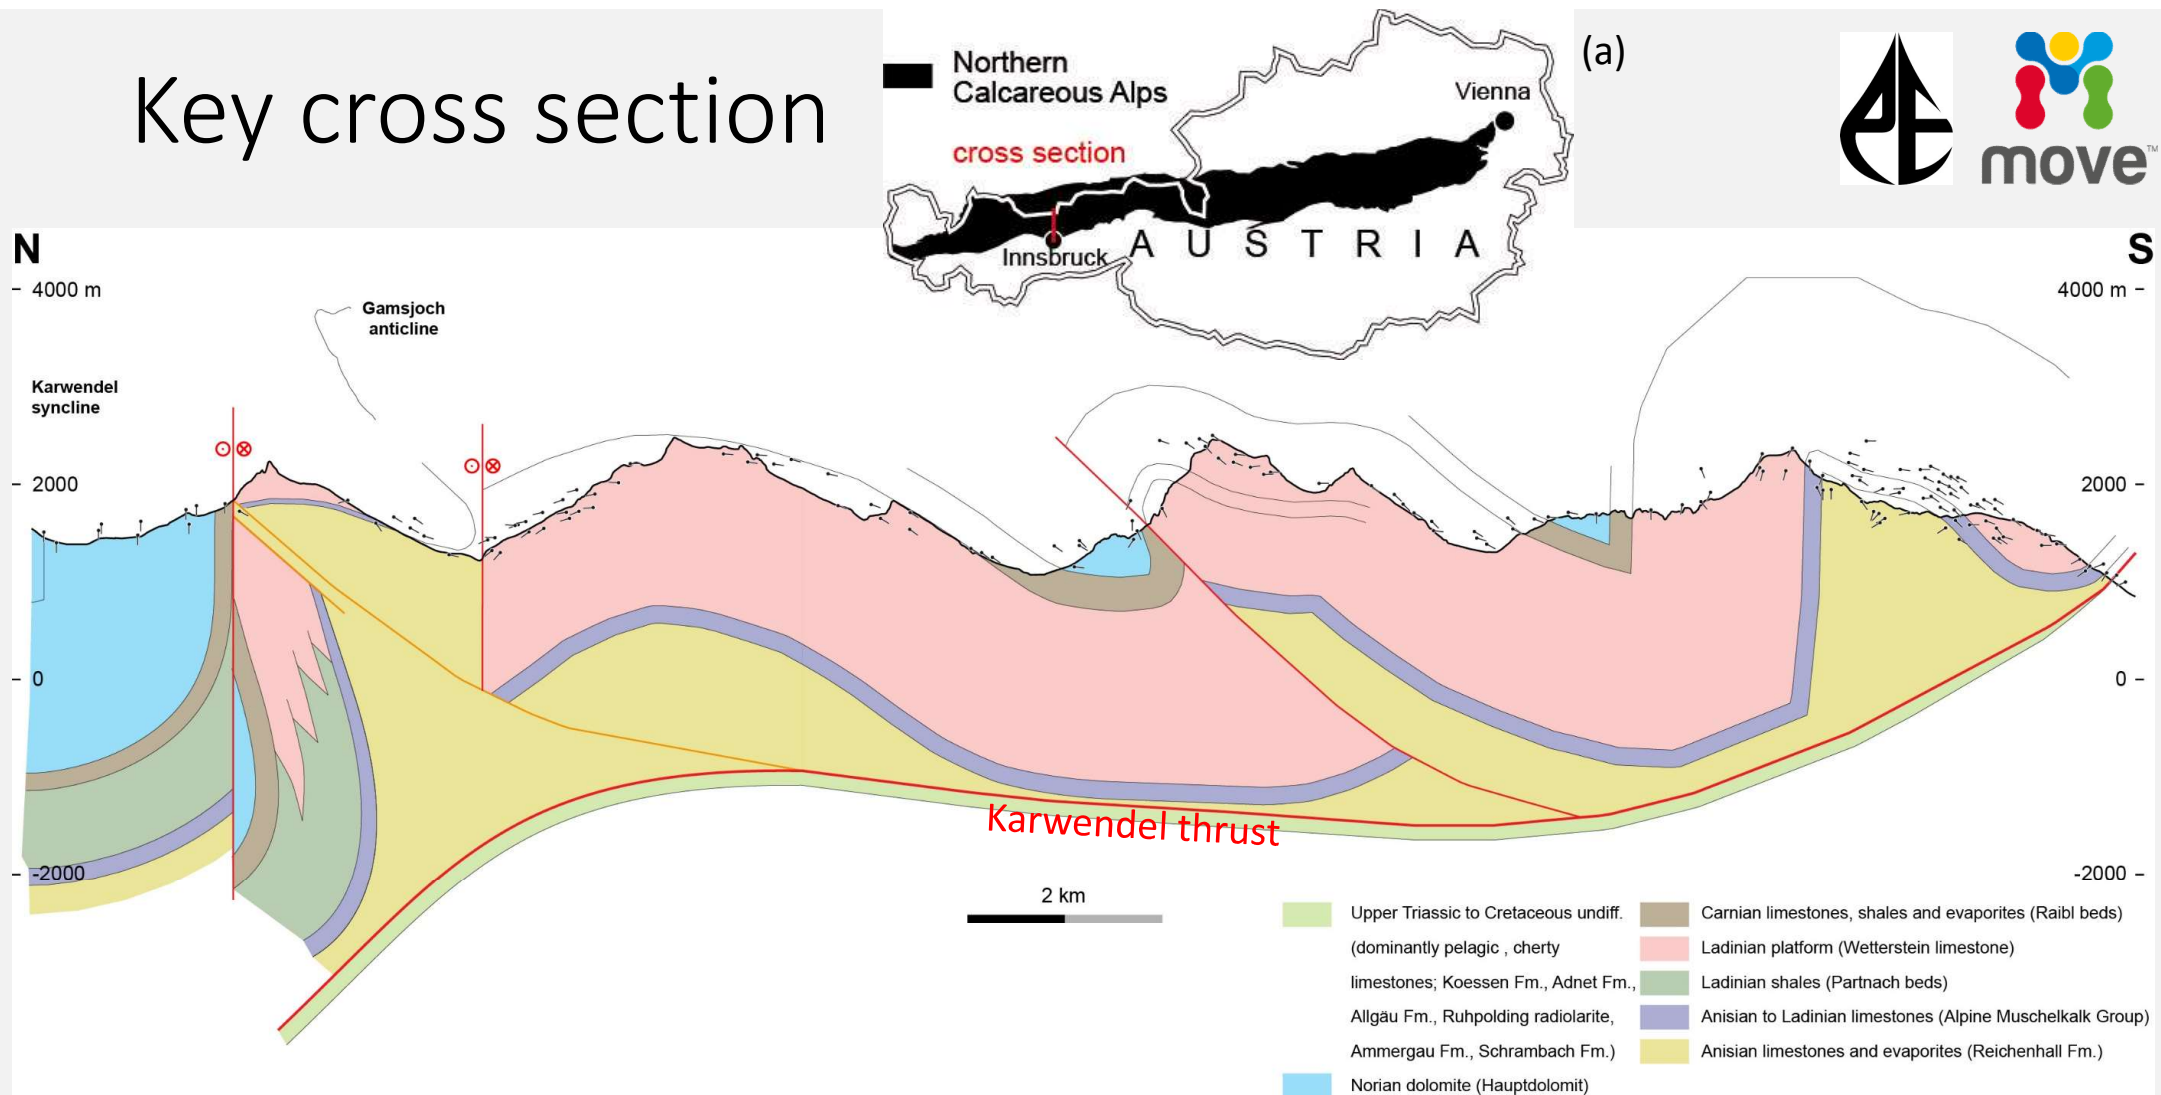 Key cross section
Northern
Calcareous Alps
cross section
Vienna
Innsbruck
AUSTRIA
(a)
PE
move™
N
S
4000 m
4000 m
Gamsjoch
anticline
Karwendel
syncline
2000
2000
0
0
-2000
-2000
Karwendel thrust
2 km
Upper Triassic to Cretaceous undiff.
(dominantly pelagic , cherty
limestones; Koessen Fm., Adnet Fm.,
Allgäu Fm., Ruhpolding radiolarite,
Ammergau Fm., Schrambach Fm.)
Norian dolomite (Hauptdolomit)
Carnian limestones, shales and evaporites (Raibl beds)
Ladinian platform (Wetterstein limestone)
Ladinian shales (Partnach beds)
Anisian to Ladinian limestones (Alpine Muschelkalk Group)
Anisian limestones and evaporites (Reichenhall Fm.)